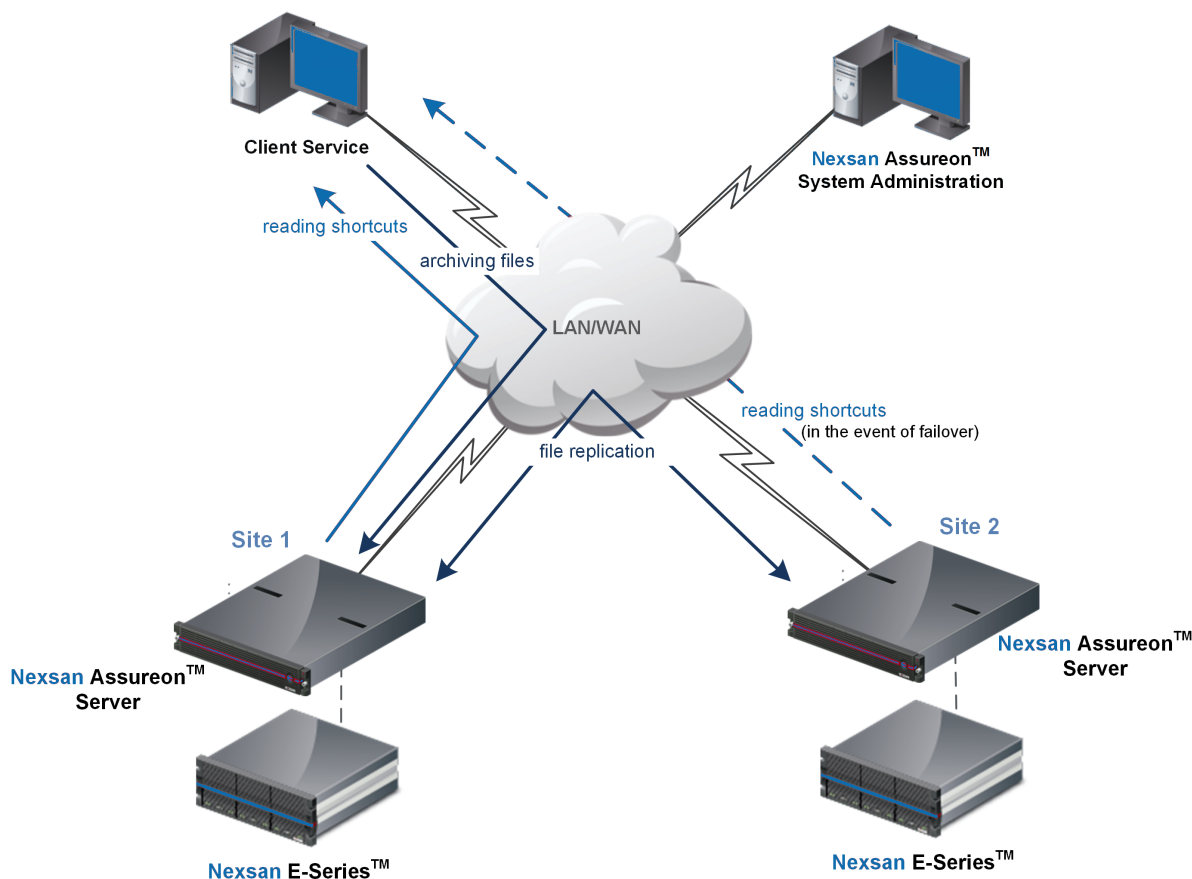 Client Service
Nexsan Assureon™
System Administration
reading shortcuts
archiving files
LAN/WAN
reading shortcuts
(in the event of failover)
file replication
Site 1
Site 2
Nexsan Assureon™
Server
Nexsan Assureon™
Server
Nexsan E-Series™
Nexsan E-Series™